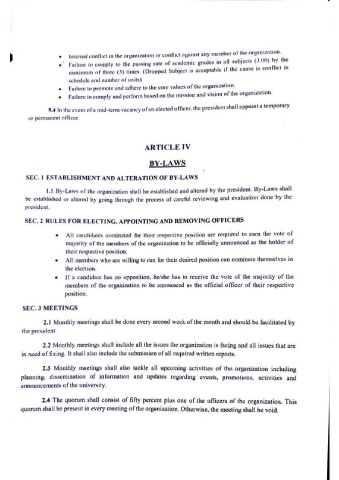 • Internal conflict in the organization or conflict against any member of the organization.
• Failure to comply to the passing rate of academic grades in all subjects (3.00) by the
maximum of three (3) times. (Dropped Subject is acceptable if the cause is conflict in
schedule and number of units)
• Failure to promote and adhere to the core values of the organization.
• Failure to comply and perform based on the mission and vision of the organization.
5.4 In the event of a mid-term vacancy of an elected officer, the president shall appoint a temporary
or permanent officer.
ARTICLE IV
BY-LAWS
SEC. 1 ESTABLISHMENT AND ALTERATION OF BY-LAWS
1.1 By-Laws of the organization shall be established and altered by the president. By-Laws shall
be established or altered by going through the process of careful reviewing and evaluation done by the
president.
SEC. 2 RULES FOR ELECTING, APPOINTING AND REMOVING OFFICERS
• All candidates nominated for their respective position are required to earn the vote of
majority of the members of the organization to be officially announced as the holder of
their respective position.
• All members who are willing to run for their desired position can nominate themselves in
the election.
• If a candidate has no opposition, he/she has to receive the vote of the majority of the
members of the organization to be announced as the official officer of their respective
position.
SEC. 3 MEETINGS
2.1 Monthly meetings shall be done every second week of the month and should be facilitated by
the president.
2.2 Monthly meetings shall include all the issues the organization is facing and all issues that are
in need of fixing. It shall also include the submission of all required written reports.
2.3 Monthly meetings shall also tackle all upcoming activities of the organization including
planning, dissemination of information and updates regarding events, promotions, activities and
announcements of the university.
2.4 The quorum shall consist of fifty percent plus one of the officers of the organization. This
quorum shall be present in every meeting of the organization. Otherwise, the meeting shall be void.